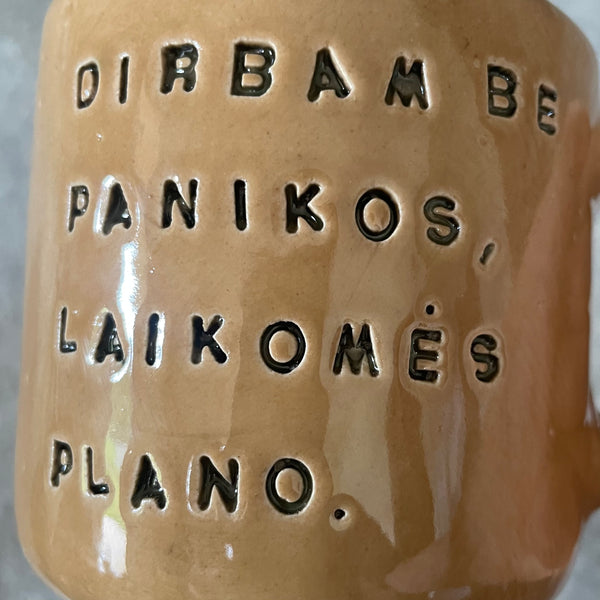 DIRBAM BE
PANIKOS,
LAIKOMĖS
PLANO.